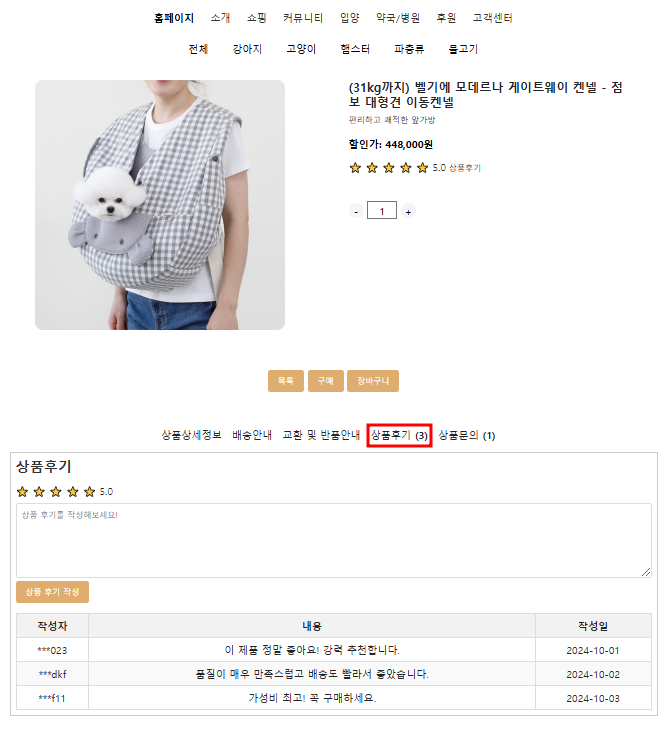 홈페이지 소개 쇼핑 커뮤니티 입양 약국/병원 후원 고객센터
전체 강아지 고양이 햄스터 파충류 물고기
(31kg까지) 벨기에 모데르나 게이트웨이 켄넬 - 점
보 대형견 이동켄넬
편리하고 쾌적한 앞가방
할인가: 448,000원
5.0 상품후기
- 1 +
목록 구매 장바구니
상품상세정보 배송안내 교환 및 반품안내 상품후기 (3) 상품문의 (1)
상품후기
5.0
상품 후기를 작성해보세요!
상품 후기 작성
작성자 내용 작성일
***023 이 제품 정말 좋아요! 강력 추천합니다. 2024-10-01
***dkf 품질이 매우 만족스럽고 배송도 빨라서 좋았습니다. 2024-10-02
***f11 가성비 최고! 꼭 구매하세요. 2024-10-03